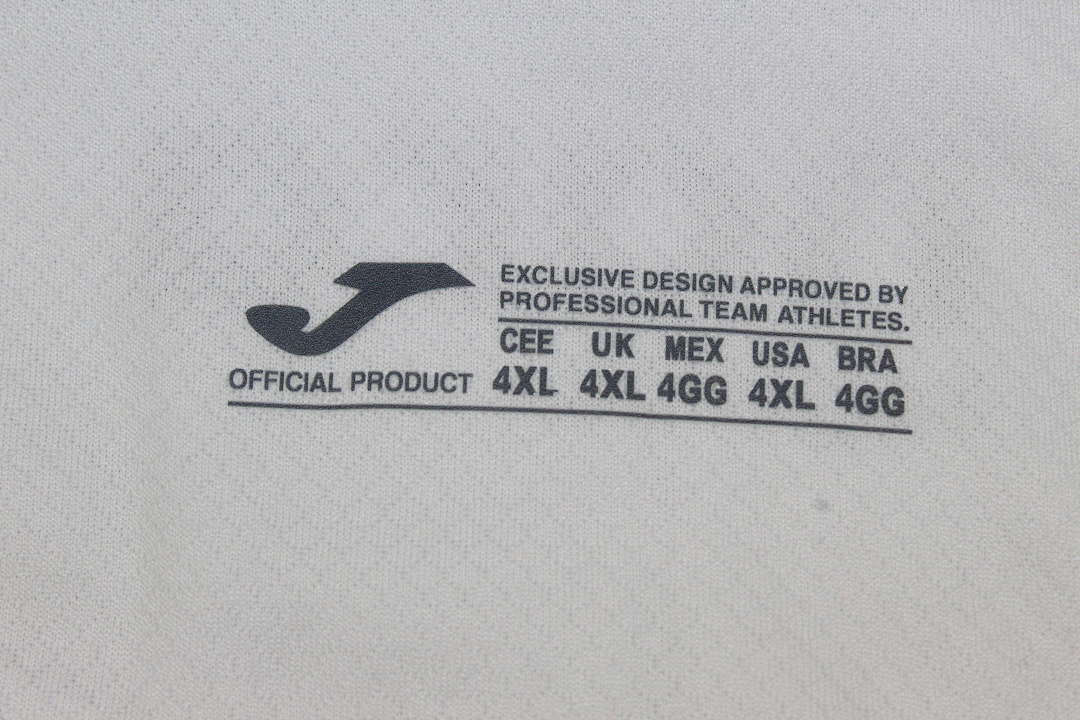 EXCLUSIVE DESIGN APPROVED BY
PROFESSIONAL TEAM ATHLETES.
CEE UK MEX USA BRA
OFFICIAL PRODUCT 4XL 4XL 4GG 4XL 4GG